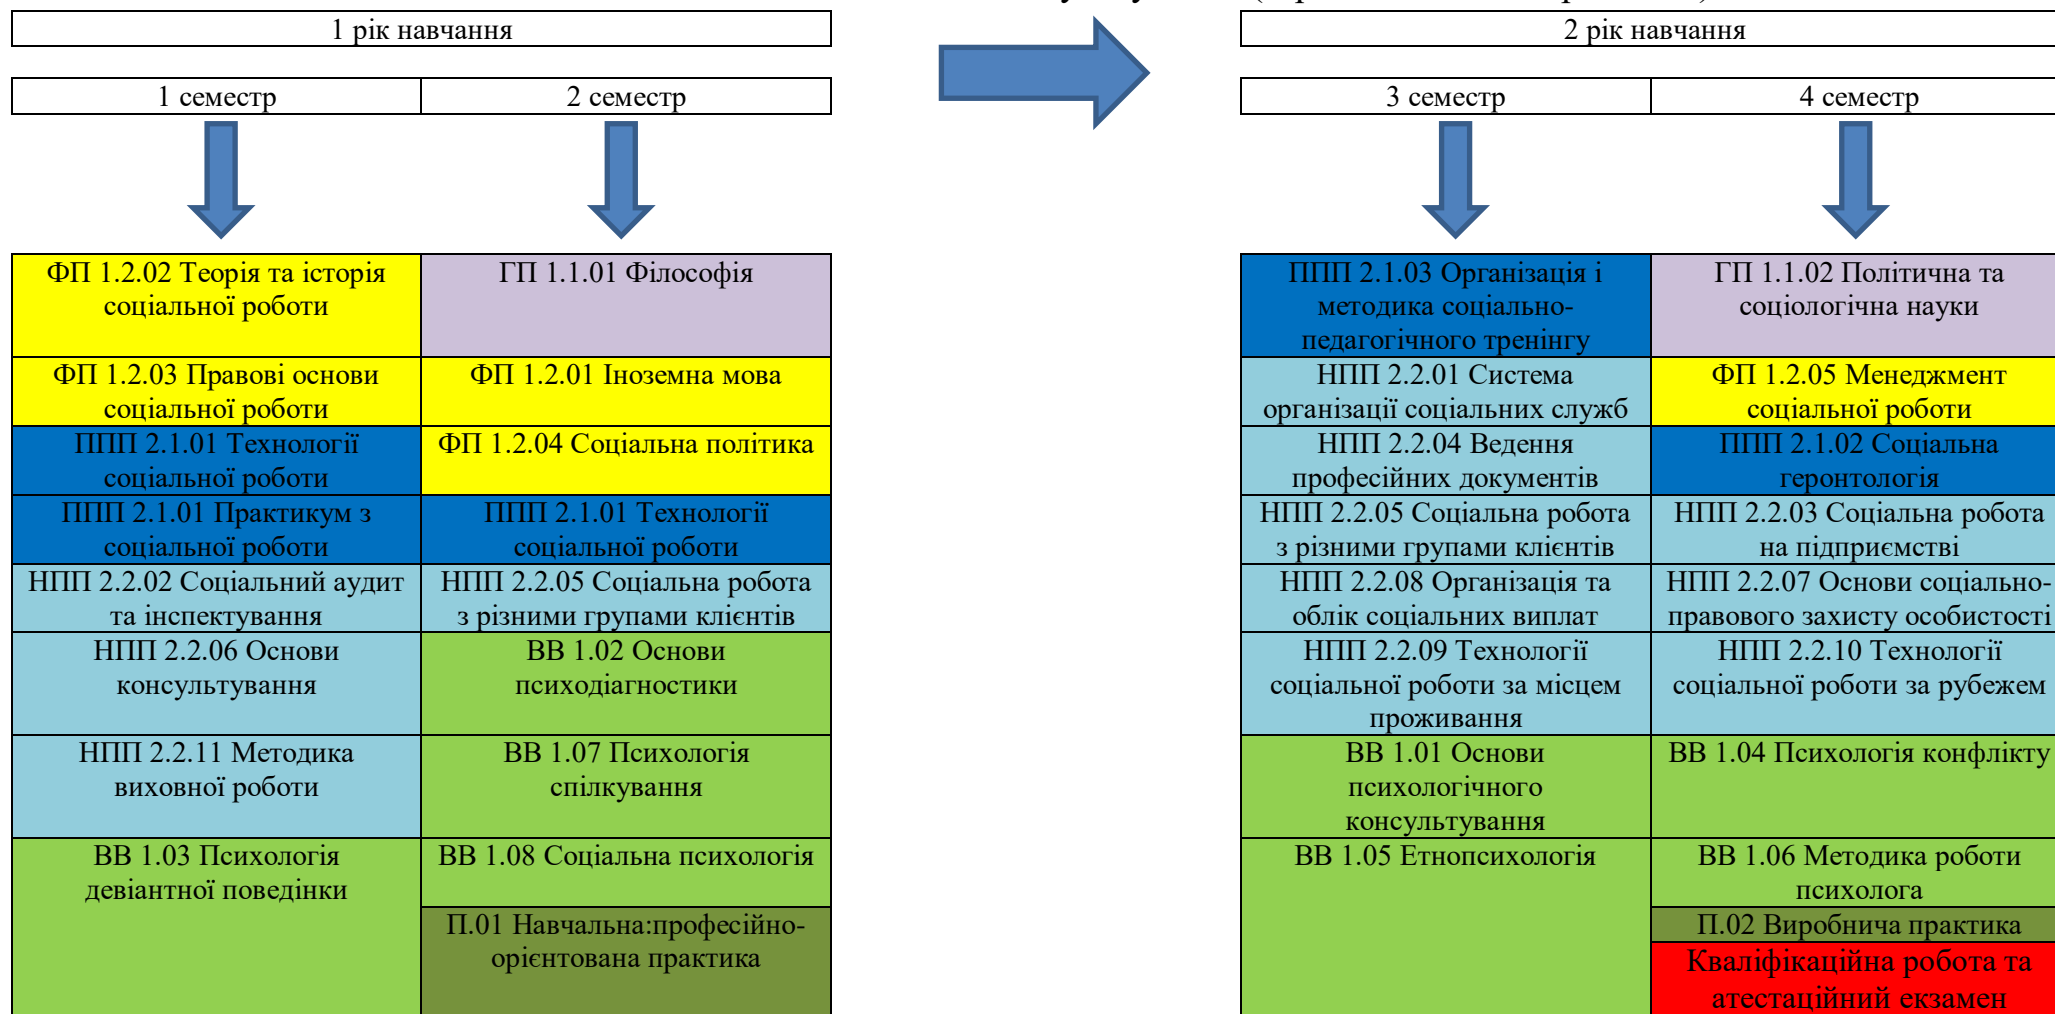 1 рік навчання
1 семестр
2 семестр
ФП 1.2.02 Теорія та історія
соціальної роботи
ФП 1.2.03 Правові основи
соціальної роботи
ППП 2.1.01 Технології
соціальної роботи
ППП 2.1.01 Практикум з
соціальної роботи
НПП 2.2.02 Соціальний аудит
та інспектування
НПП 2.2.06 Основи
консультування
НПП 2.2.11 Методика
виховної роботи
ВВ 1.03 Психологія
девіантної поведінки
ГП 1.1.01 Філософія
ФП 1.2.01 Іноземна мова
ФП 1.2.04 Соціальна політика
ППП 2.1.01 Технології
соціальної роботи
НПП 2.2.05 Соціальна робота
з різними групами клієнтів
ВВ 1.02 Основи
психодіагностики
ВВ 1.07 Психологія
спілкування
ВВ 1.08 Соціальна психологія
П.01 Навчальна:професійно-
орієнтована практика
2 рік навчання
3 семестр
4 семестр
ППП 2.1.03 Організація і
методика соціально-
педагогічного тренінгу
НПП 2.2.01 Система
організації соціальних служб
НПП 2.2.04 Ведення
професійних документів
НПП 2.2.05 Соціальна робота
з різними групами клієнтів
НПП 2.2.08 Організація та
облік соціальних виплат
НПП 2.2.09 Технології
соціальної роботи за місцем
проживання
ВВ 1.01 Основи
психологічного
консультування
ВВ 1.05 Етнопсихологія
ГП 1.1.02 Політична та
соціологічна науки
ФП 1.2.05 Менеджмент
соціальної роботи
ППП 2.1.02 Соціальна
геронтологія
НПП 2.2.03 Соціальна робота
на підприємстві
НПП 2.2.07 Основи соціально-
правового захисту особистості
НПП 2.2.10 Технології
соціальної роботи за рубежем
ВВ 1.04 Психологія конфлікту
ВВ 1.06 Методика роботи
психолога
П.02 Виробнича практика
Кваліфікаційна робота та
атестаційний екзамен